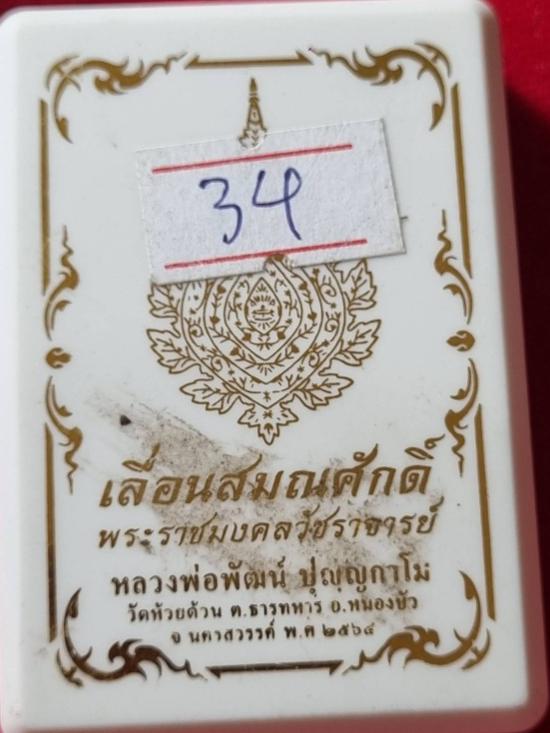 34
เลื่อนสมณศักดิ์
พระราชมงคลวัชราจารย์
หลวงพ่อพัฒน์ ปุญฺญกาโม
วัดห้วยด้วน ต.ธารทหาร อ.หนองบัว
จ.นครสวรรค์ พ.ศ ๒๕๖๔